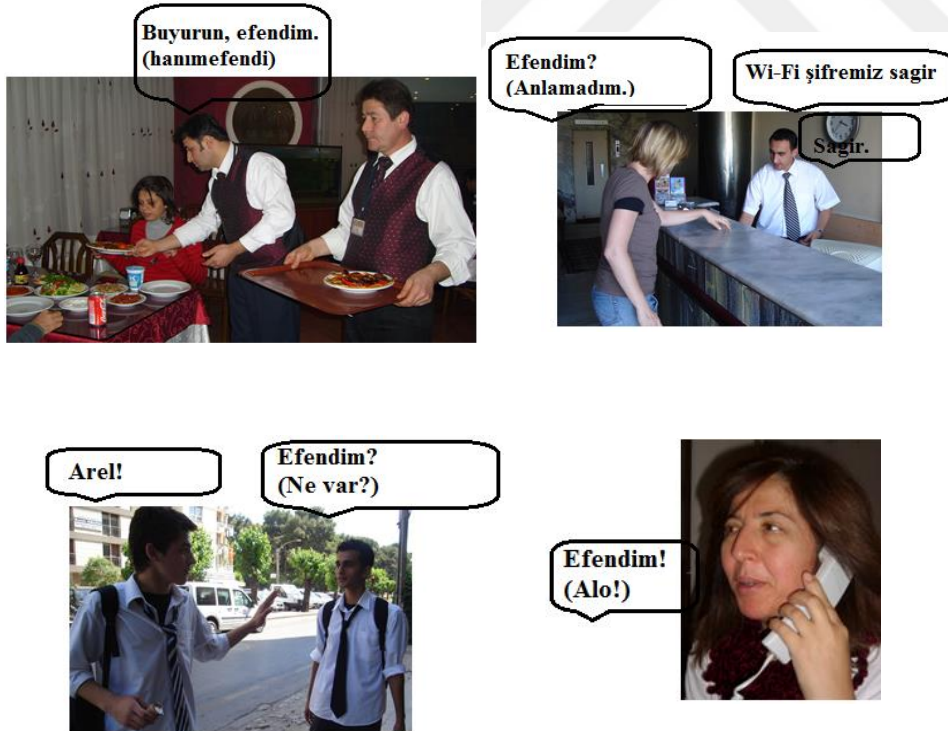 Buyurun, efendim.
(hanımefendi)
Efendim?
(Anlamadım.)
Wi-Fi şifremiz sagir
Sagir.
Arel!
Efendim?
(Ne var?)
Efendim!
(Alo!)